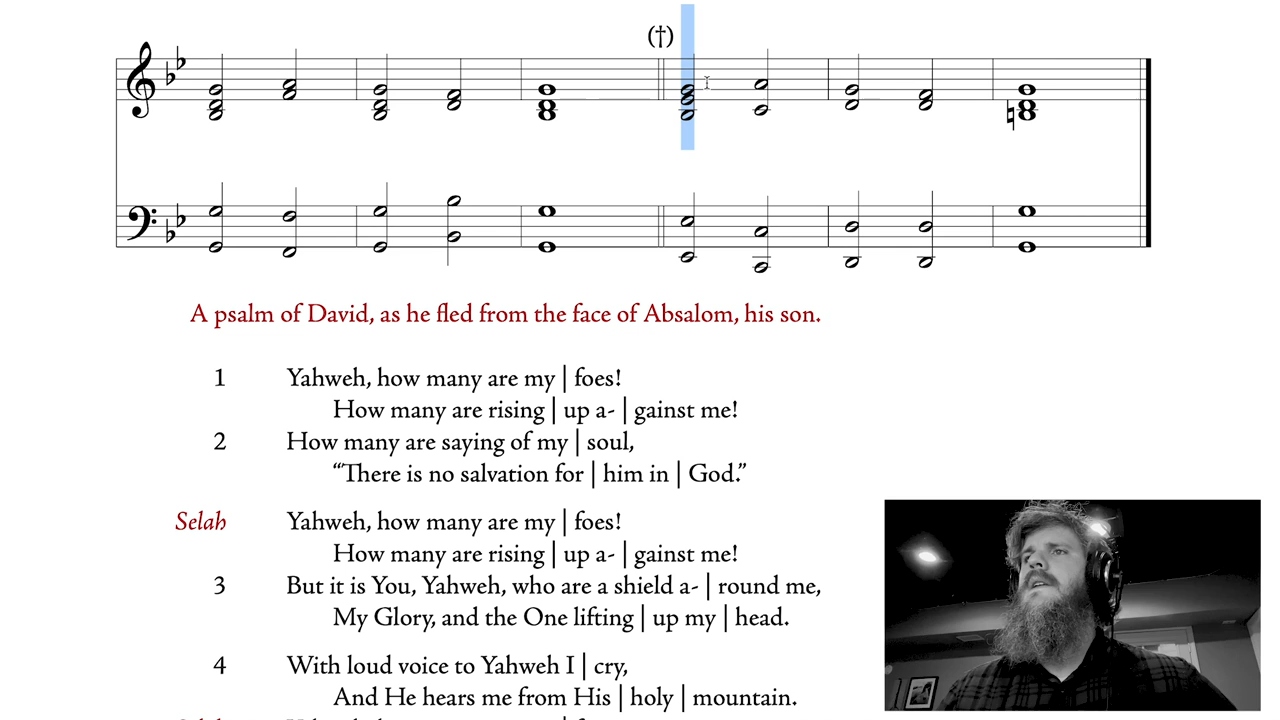 (†)
A psalm of David, as he fled from the face of Absalom, his son.
1 Yahweh, how many are my | foes!
How many are rising | up a- | gainst me!
2 How many are saying of my | soul,
“There is no salvation for | him in | God.”
Selah Yahweh, how many are my | foes!
How many are rising | up a- | gainst me!
3 But it is You, Yahweh, who are a shield a- | round me,
My Glory, and the One lifting | up my | head.
4 With loud voice to Yahweh I | cry,
And He hears me from His | holy | mountain.